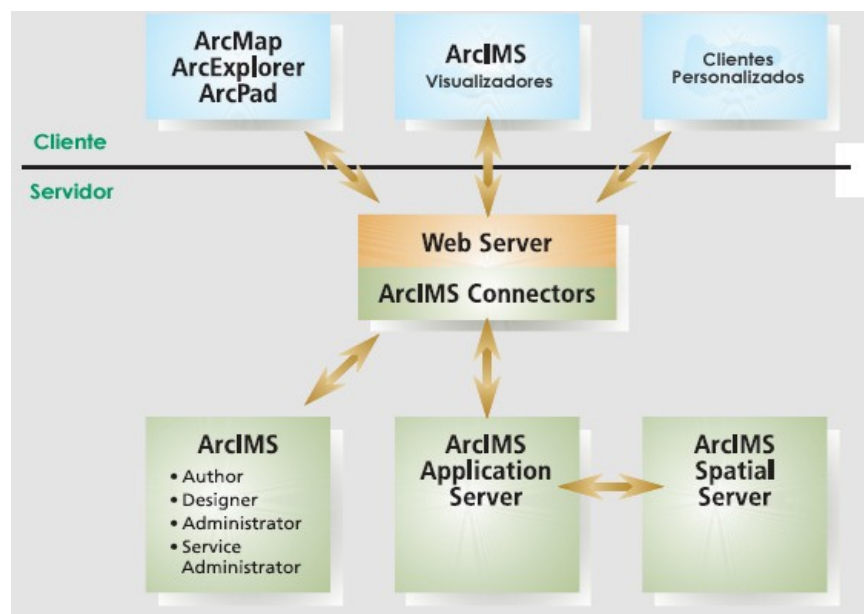 ArcMap
ArcExplorer
ArcPad
ArcIMS
Visualizadores
Clientes
Personalizados
Cliente
Servidor
Web Server
ArcIMS Connectors
ArcIMS
• Author
• Designer
• Administrator
• Service
Administrator
ArcIMS
Application
Server
ArcIMS
Spatial
Server